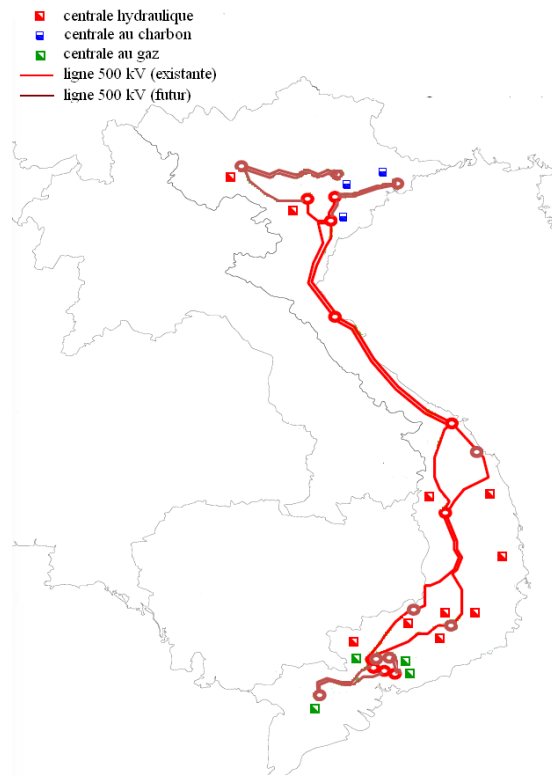 centrale hydraulique
centrale au charbon
centrale au gaz
ligne 500 kV (existante)
ligne 500 kV (futur)